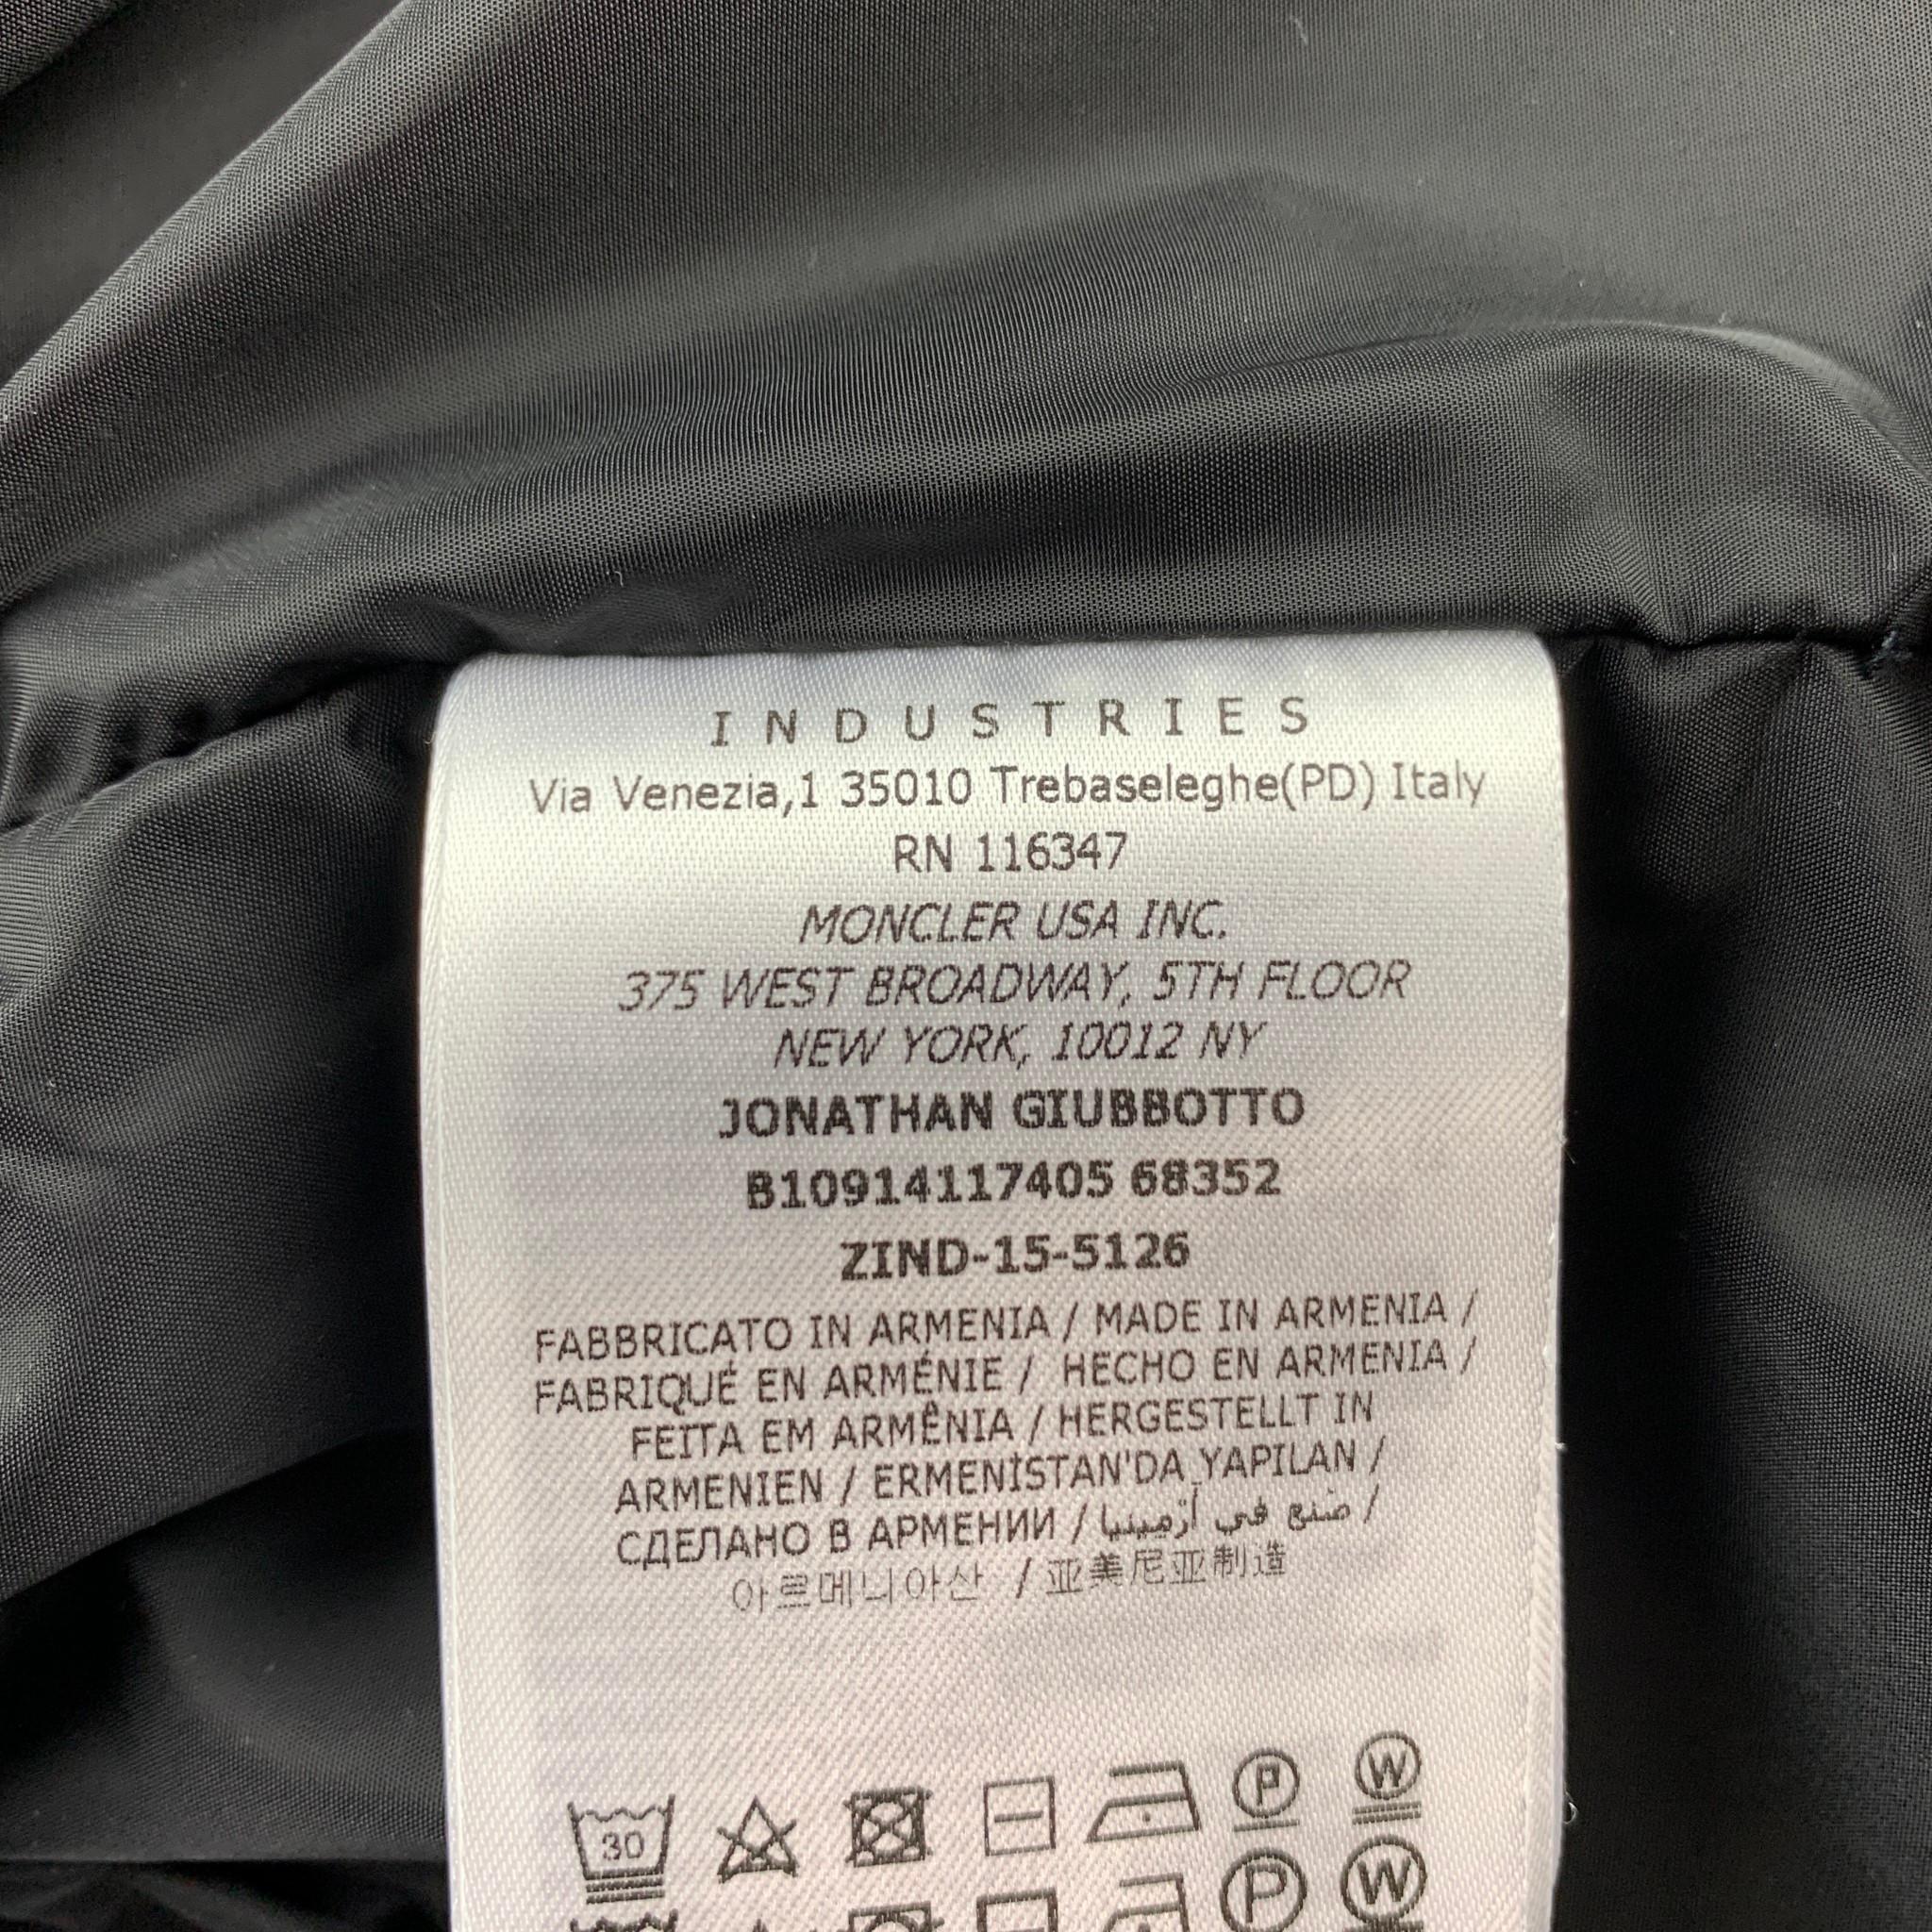 INDUSTRIES
Via Venezia,1 35010 Trebaseleghe(PD) Italy
RN 116347
MONCLER USA INC.
375 WEST BROADWAY, 5TH FLOOR
NEW YORK, 10012 NY
JONATHAN GIUBBOTTO
B10914117405 68352
ZIND-15-5126
FABBRICATO IN ARMENIA / MADE IN ARMENIA /
FABRIQUÉ EN ARMÉNIE / HECHO EN ARMENIA /
FEITA EM ARMÊNIA / HERGESTELLT IN
ARMENIEN / ERMENİSTAN'DA YAPILAN /
СДЕЛАНО В АРМЕНИИ / صنع في أرمينيا /
아르메니아산 / 亚美尼亚制造
30 P W
P W